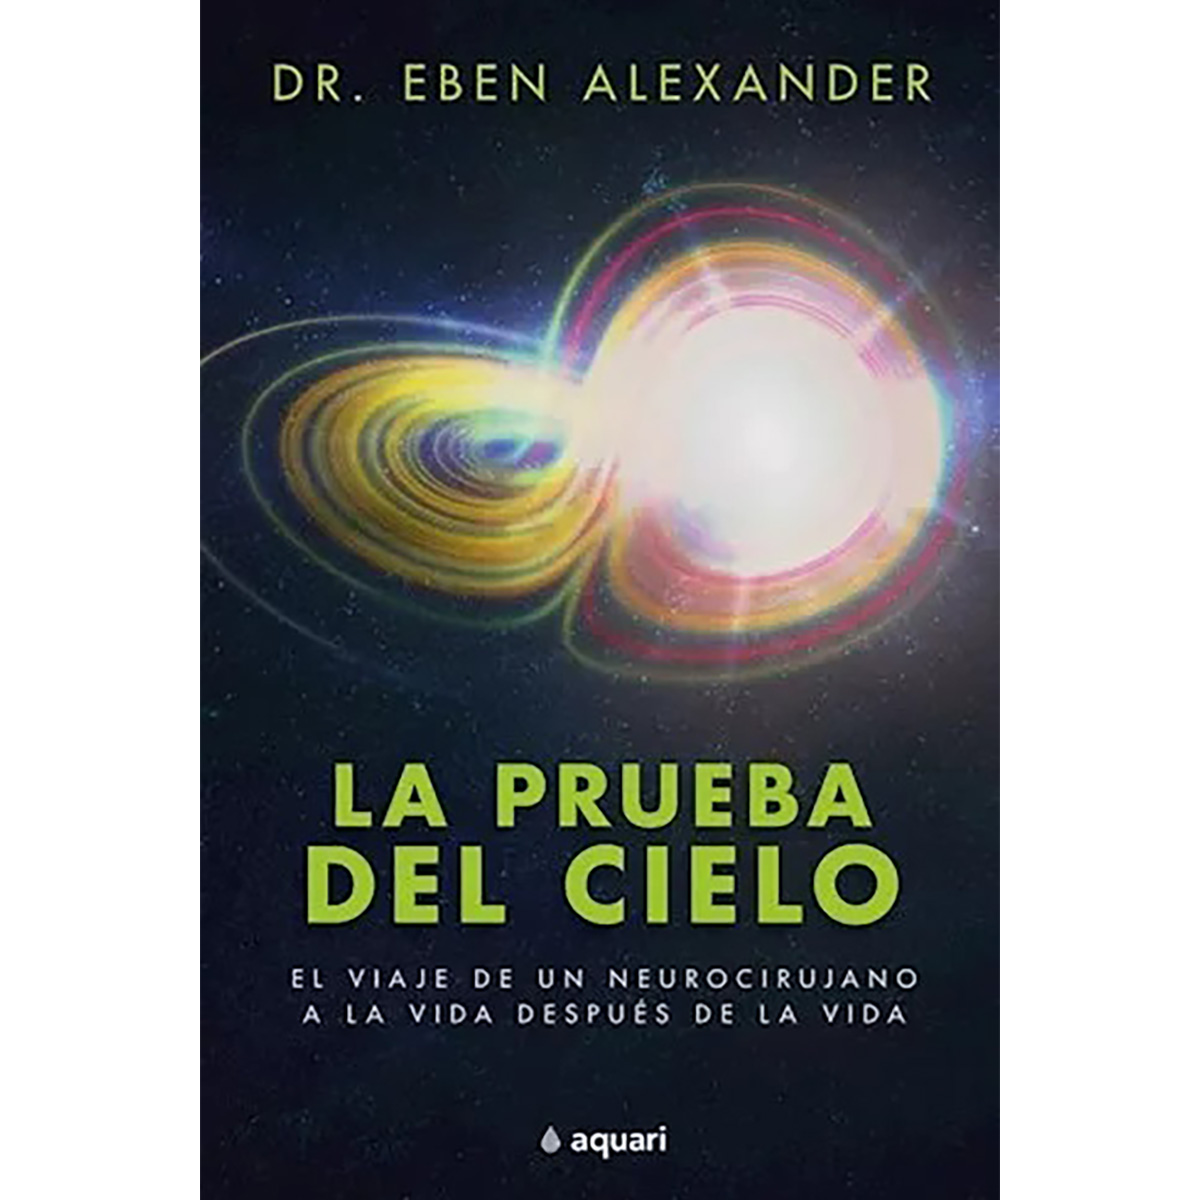 DR. EBEN ALEXANDER
LA PRUEBA
DEL CIELO
EL VIAJE DE UN NEUROCIRUJANO
A LA VIDA DESPUÉS DE LA VIDA
aquari